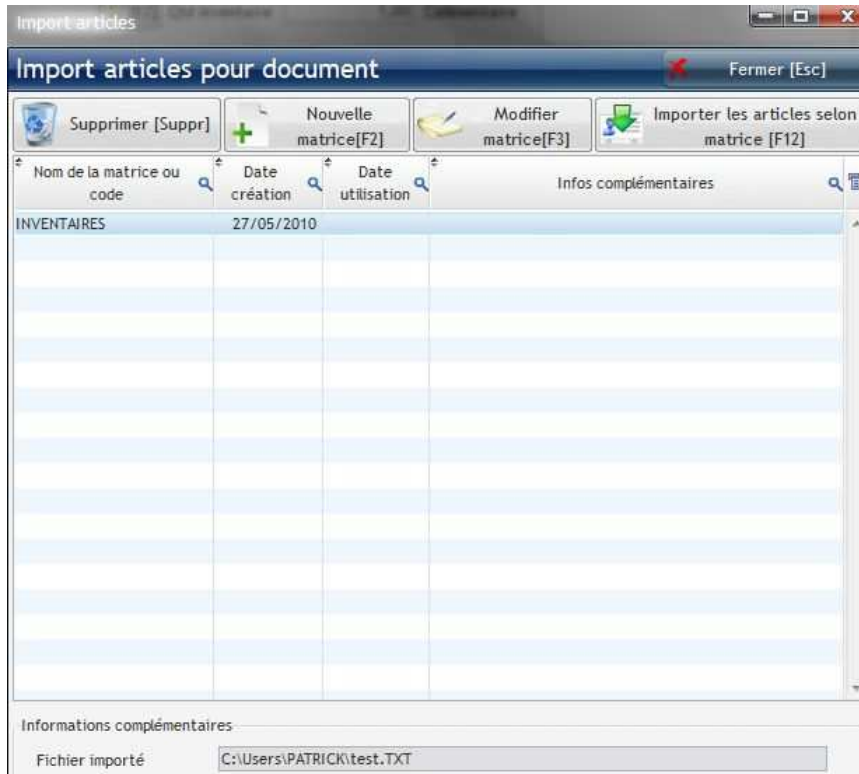 Import articles
Import articles pour document
Fermer [Esc]
Supprimer [Suppr]
Nouvelle
matrice[F2]
Modifier
matrice[F3]
Importer les articles selon
matrice [F12]
Nom de la matrice ou
code
Date
création
Date
utilisation
Infos complémentaires
INVENTAIRES 27/05/2010
Informations complémentaires
Fichier importé C:\Users\PATRICK\test.TXT